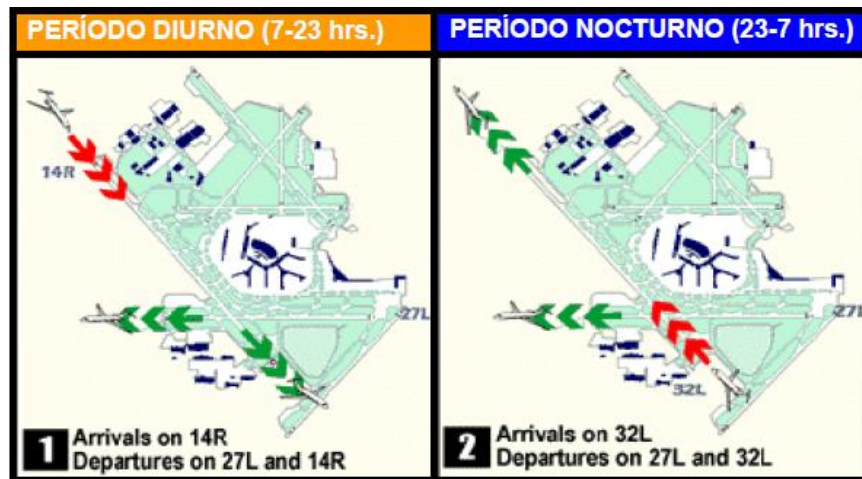 PERÍODO DIURNO (7-23 hrs.)
14R
27L
1
Arrivals on 14R
Departures on 27L and 14R
PERÍODO NOCTURNO (23-7 hrs.)
27L
32L
2
Arrivals on 32L
Departures on 27L and 32L